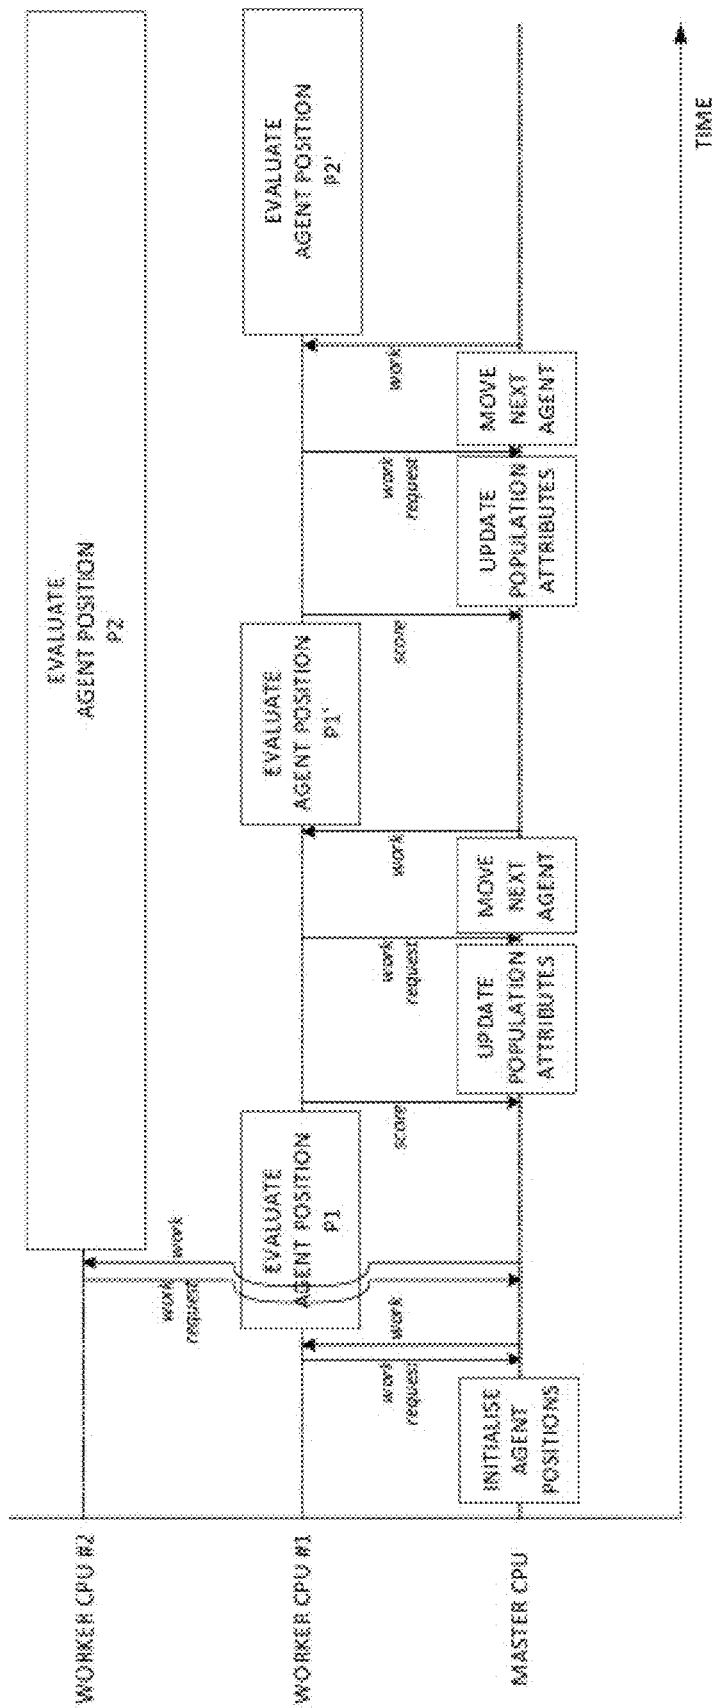 WORKER CPU #2
work
request
work
EVALUATE
AGENT POSITION
P2
WORKER CPU #1
EVALUATE
AGENT POSITION
P1
EVALUATE
AGENT POSITION
P1'
EVALUATE
AGENT POSITION
P2'
work
request
work
score
work
request
work
score
work
request
work
MASTER CPU
INITIALISE
AGENT
POSITIONS
UPDATE
POPULATION
ATTRIBUTES
MOVE
NEXT
AGENT
UPDATE
POPULATION
ATTRIBUTES
MOVE
NEXT
AGENT
TIME